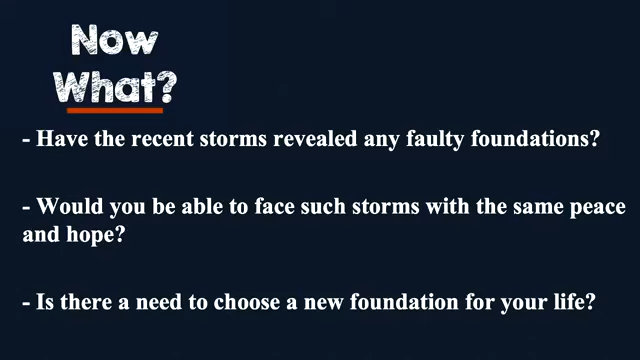 Now
What?
- Have the recent storms revealed any faulty foundations?
- Would you be able to face such storms with the same peace
and hope?
- Is there a need to choose a new foundation for your life?